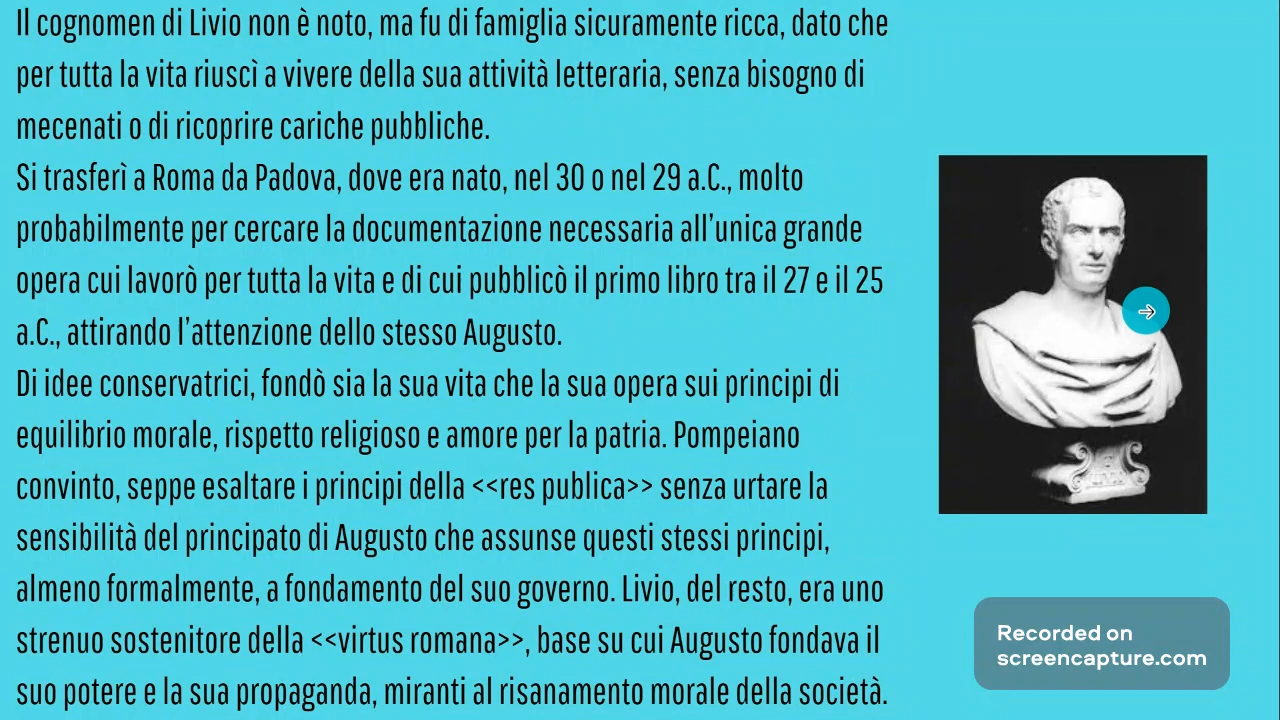 Il cognomen di Livio non è noto, ma fu di famiglia sicuramente ricca, dato che
per tutta la vita riuscì a vivere della sua attività letteraria, senza bisogno di
mecenati o di ricoprire cariche pubbliche.
Si trasferì a Roma da Padova, dove era nato, nel 30 o nel 29 a.C., molto
probabilmente per cercare la documentazione necessaria all'unica grande
opera cui lavorò per tutta la vita e di cui pubblicò il primo libro tra il 27 e il 25
a.C., attirando l'attenzione dello stesso Augusto.
Di idee conservatrici, fondò sia la sua vita che la sua opera sui principi di
equilibrio morale, rispetto religioso e amore per la patria. Pompeiano
convinto, seppe esaltare i principi della <<res publica>> senza urtare la
sensibilità del principato di Augusto che assunse questi stessi principi,
almeno formalmente, a fondamento del suo governo. Livio, del resto, era uno
strenuo sostenitore della <<virtus romana>>, base su cui Augusto fondava il
suo potere e la sua propaganda, miranti al risanamento morale della società.
Recorded on
screencapture.com